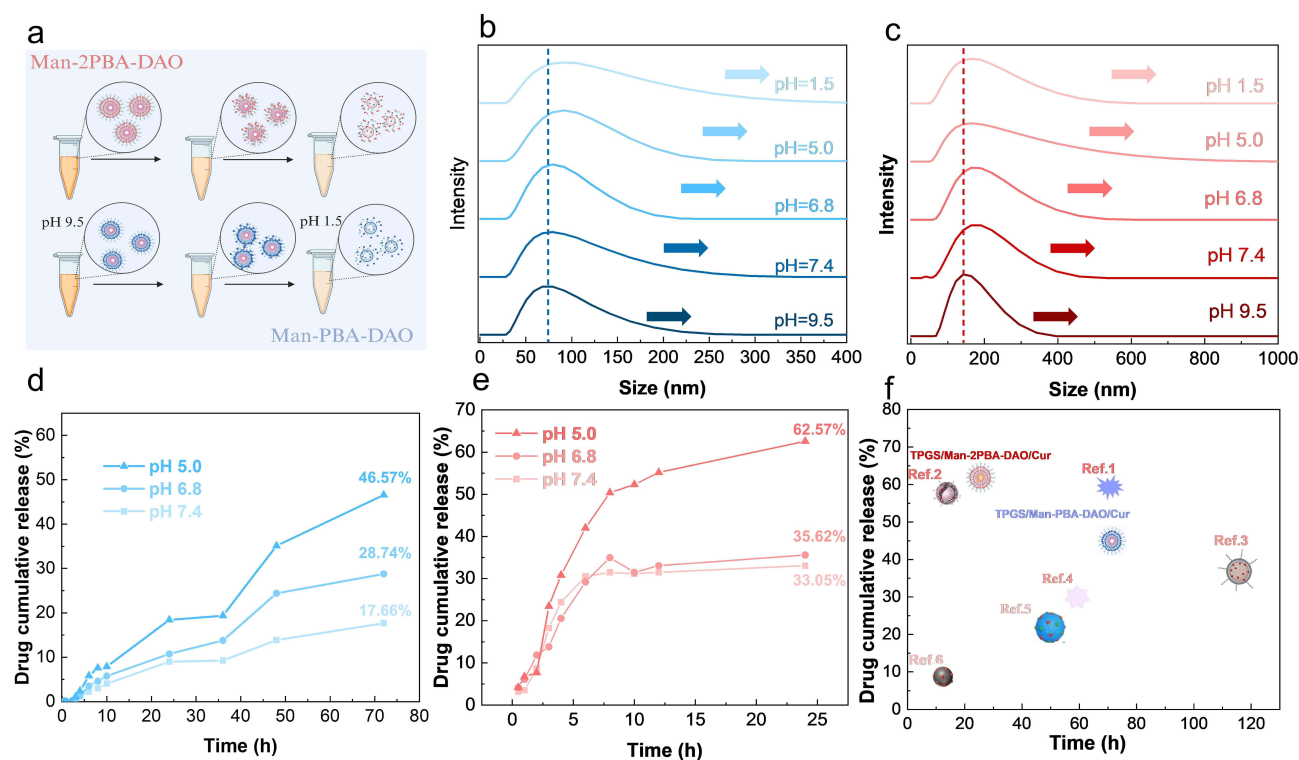 a
Man-2PBA-DAO
pH 9.5
pH 1.5
Man-PBA-DAO
b
Intensity
pH=1.5
pH=5.0
pH=6.8
pH=7.4
pH=9.5
0 50 100 150 200 250 300 350 400
Size (nm)
c
Intensity
pH 1.5
pH 5.0
pH 6.8
pH 7.4
pH 9.5
0 200 400 600 800 1000
Size (nm)
d
Drug cumulative release (%)
60
50
40
30
20
10
0
pH 5.0
pH 6.8
pH 7.4
46.57%
28.74%
17.66%
0 10 20 30 40 50 60 70 80
Time (h)
e
Drug cumulative release (%)
70
60
50
40
30
20
10
0
pH 5.0
pH 6.8
pH 7.4
62.57%
35.62%
33.05%
0 5 10 15 20 25
Time (h)
f
Drug cumulative release (%)
80
70
60
50
40
30
20
10
0
TPGS/Man-2PBA-DAO/Cur
Ref.2
Ref.1
TPGS/Man-PBA-DAO/Cur
Ref.3
Ref.4
Ref.5
Ref.6
0 20 40 60 80 100 120
Time (h)